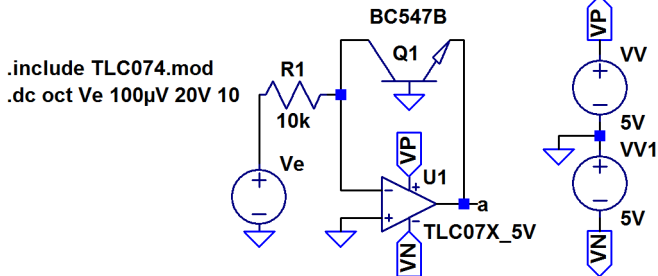 BC547B
VP
.include TLC074.mod
.dc oct Ve 100µV 20V 10
R1
10k
Q1
VV
5V
Ve
VP
U1
VV1
a
TLC07X_5V
5V
VN
VN